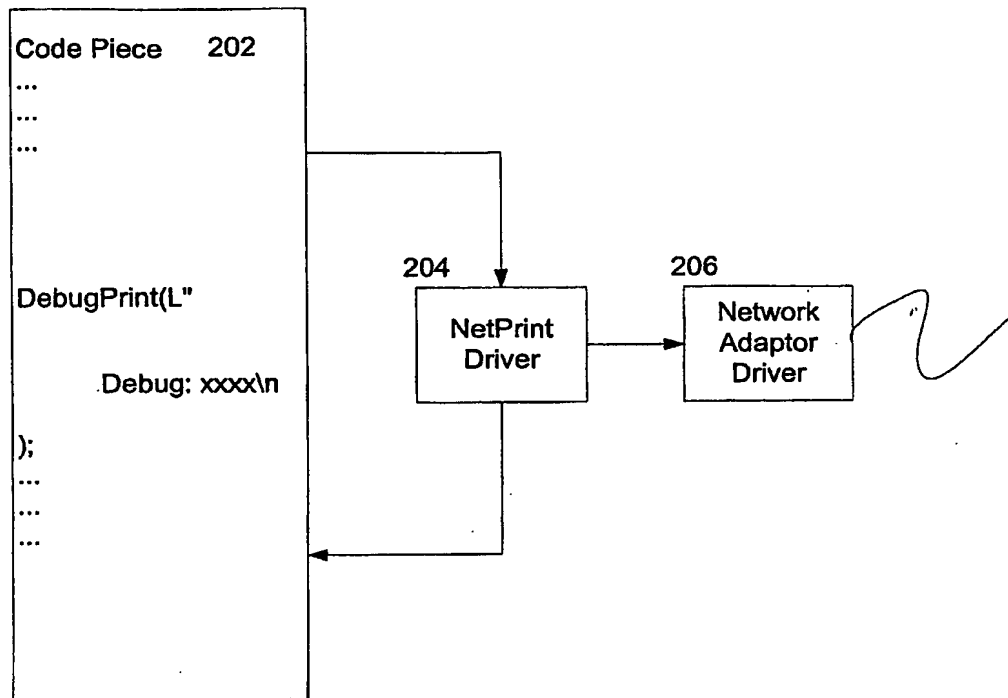 Code Piece 202
...
...
...
DebugPrint(L"
Debug: xxxx\n
);
...
...
...
204
NetPrint
Driver
206
Network
Adaptor
Driver